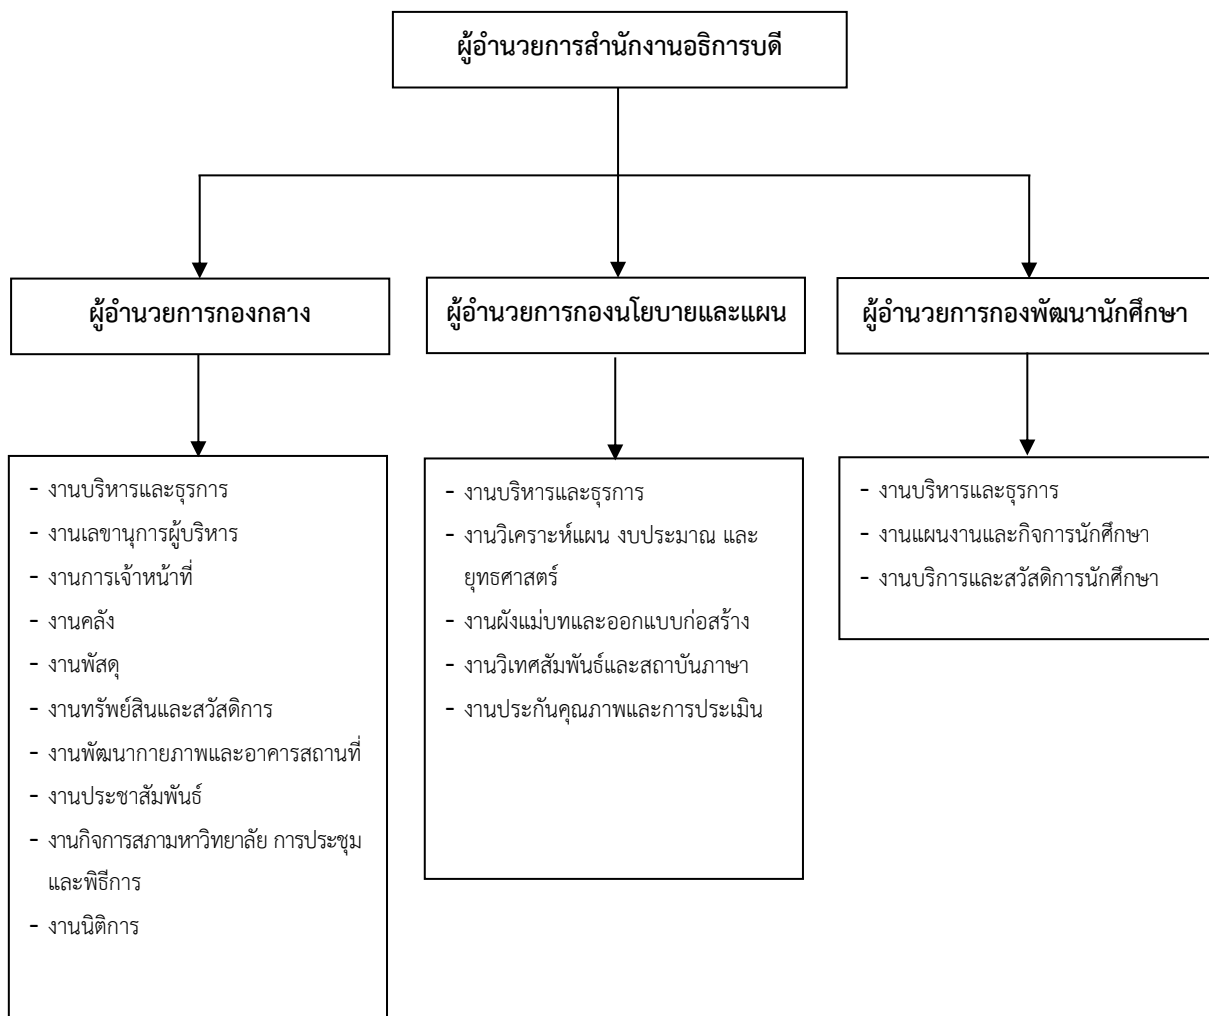 ผู้อำนวยการสำนักงานอธิการบดี
ผู้อำนวยการกองกลาง
ผู้อำนวยการกองนโยบายและแผน
ผู้อำนวยการกองพัฒนานักศึกษา
- งานบริหารและธุรการ
- งานเลขานุการผู้บริหาร
- งานการเจ้าหน้าที่
- งานคลัง
- งานพัสดุ
- งานทรัพย์สินและสวัสดิการ
- งานพัฒนากายภาพและอาคารสถานที่
- งานประชาสัมพันธ์
- งานกิจการสภามหาวิทยาลัย การประชุม
และพิธีการ
- งานนิติการ
- งานบริหารและธุรการ
- งานวิเคราะห์แผน งบประมาณ และ
ยุทธศาสตร์
- งานผังแม่บทและออกแบบก่อสร้าง
- งานวิเทศสัมพันธ์และสถาบันภาษา
- งานประกันคุณภาพและการประเมิน
- งานบริหารและธุรการ
- งานแผนงานและกิจการนักศึกษา
- งานบริการและสวัสดิการนักศึกษา